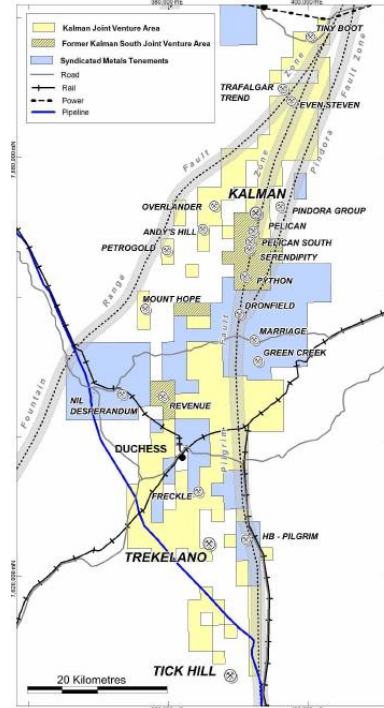 Kalman Joint Venture Area
Former Kalman South Joint Venture Area
Syndicated Metals Tenements
Road
Rail
Power
Pipeline
TINY BOOT
Zone
Fault Zone
TRAFALGAR
TREND
EVEN STEVEN
Pindora
Fault
Zone
KALMAN
OVERLANDER
PINDORA GROUP
PELICAN
ANDY'S HILL
PELICAN SOUTH
PETROGOLD
SERENDIPITY
PYTHON
Range
MOUNT HOPE
DRONFIELD
Fault
MARRIAGE
GREEN CREEK
Fountain
NIL
DESPERANDUM
REVENUE
DUCHESS
Pilgrim
FRECKLE
HB - PILGRIM
TREKELANO
TICK HILL
20 Kilometres